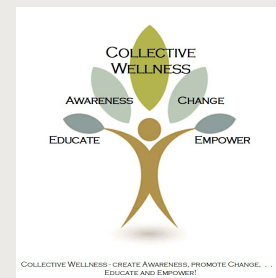 Collective
Wellness
Awareness Change
Educate Empower
Collective Wellness - create Awareness, promote Change, . . .
Educate and Empower!